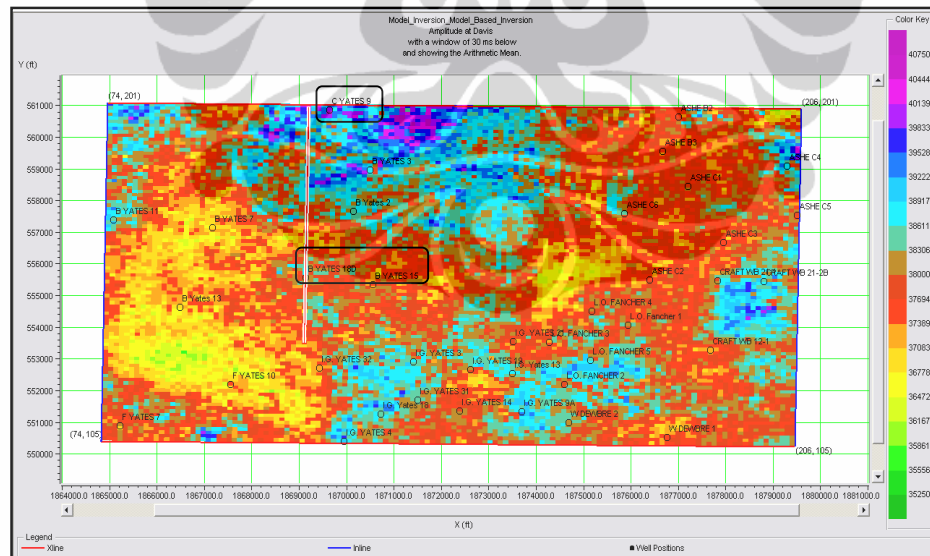 Model_Inversion_Model_Based_Inversion
Amplitude at Davis
with a window of 30 ms below
and showing the Arithmetic Mean.
Color Key
Y (ft)
(74, 201)
(206, 201)
C YATES 9
ASHE B2
ASHE B3
ASHE C4
B YATES 3
ASHE C1
B Yates 2
ASHE C6
ASHE C5
B YATES 11
B YATES 7
ASHE C3
B YATES 18D
B YATES 15
ASHE C2
CRAFT WB 21-2B
B Yates 13
L.O. FANCHER 4
L.O. Fancher 1
I.G. YATES 21
FANCHER 3
CRAFT WB 12-1
I.G. YATES 32
I.G. YATES 3
L.O. FANCHER 5
Yates 13
F YATES 10
L.O. FANCHER 2
I.G. YATES 31
I.G. Yates 18
I.G. YATES 14
I.G. YATES 9A
F YATES 7
W.DEWBRE 2
I.G. YATES 4
W.DEWBRE 1
(74, 105)
(206, 105)
561000
560000
559000
558000
557000
556000
555000
554000
553000
552000
551000
550000
1864000.0
1865000.0
1866000.0
1867000.0
1868000.0
1869000.0
1870000.0
1871000.0
1872000.0
1873000.0
1874000.0
1875000.0
1876000.0
1877000.0
1878000.0
1879000.0
1880000.0
1881000.0
X (ft)
40750
40444
40139
39833
39528
39222
38917
38611
38305
38000
37694
37389
37083
36778
36472
36167
35861
35556
35250
Legend
Xline
Inline
Well Positions